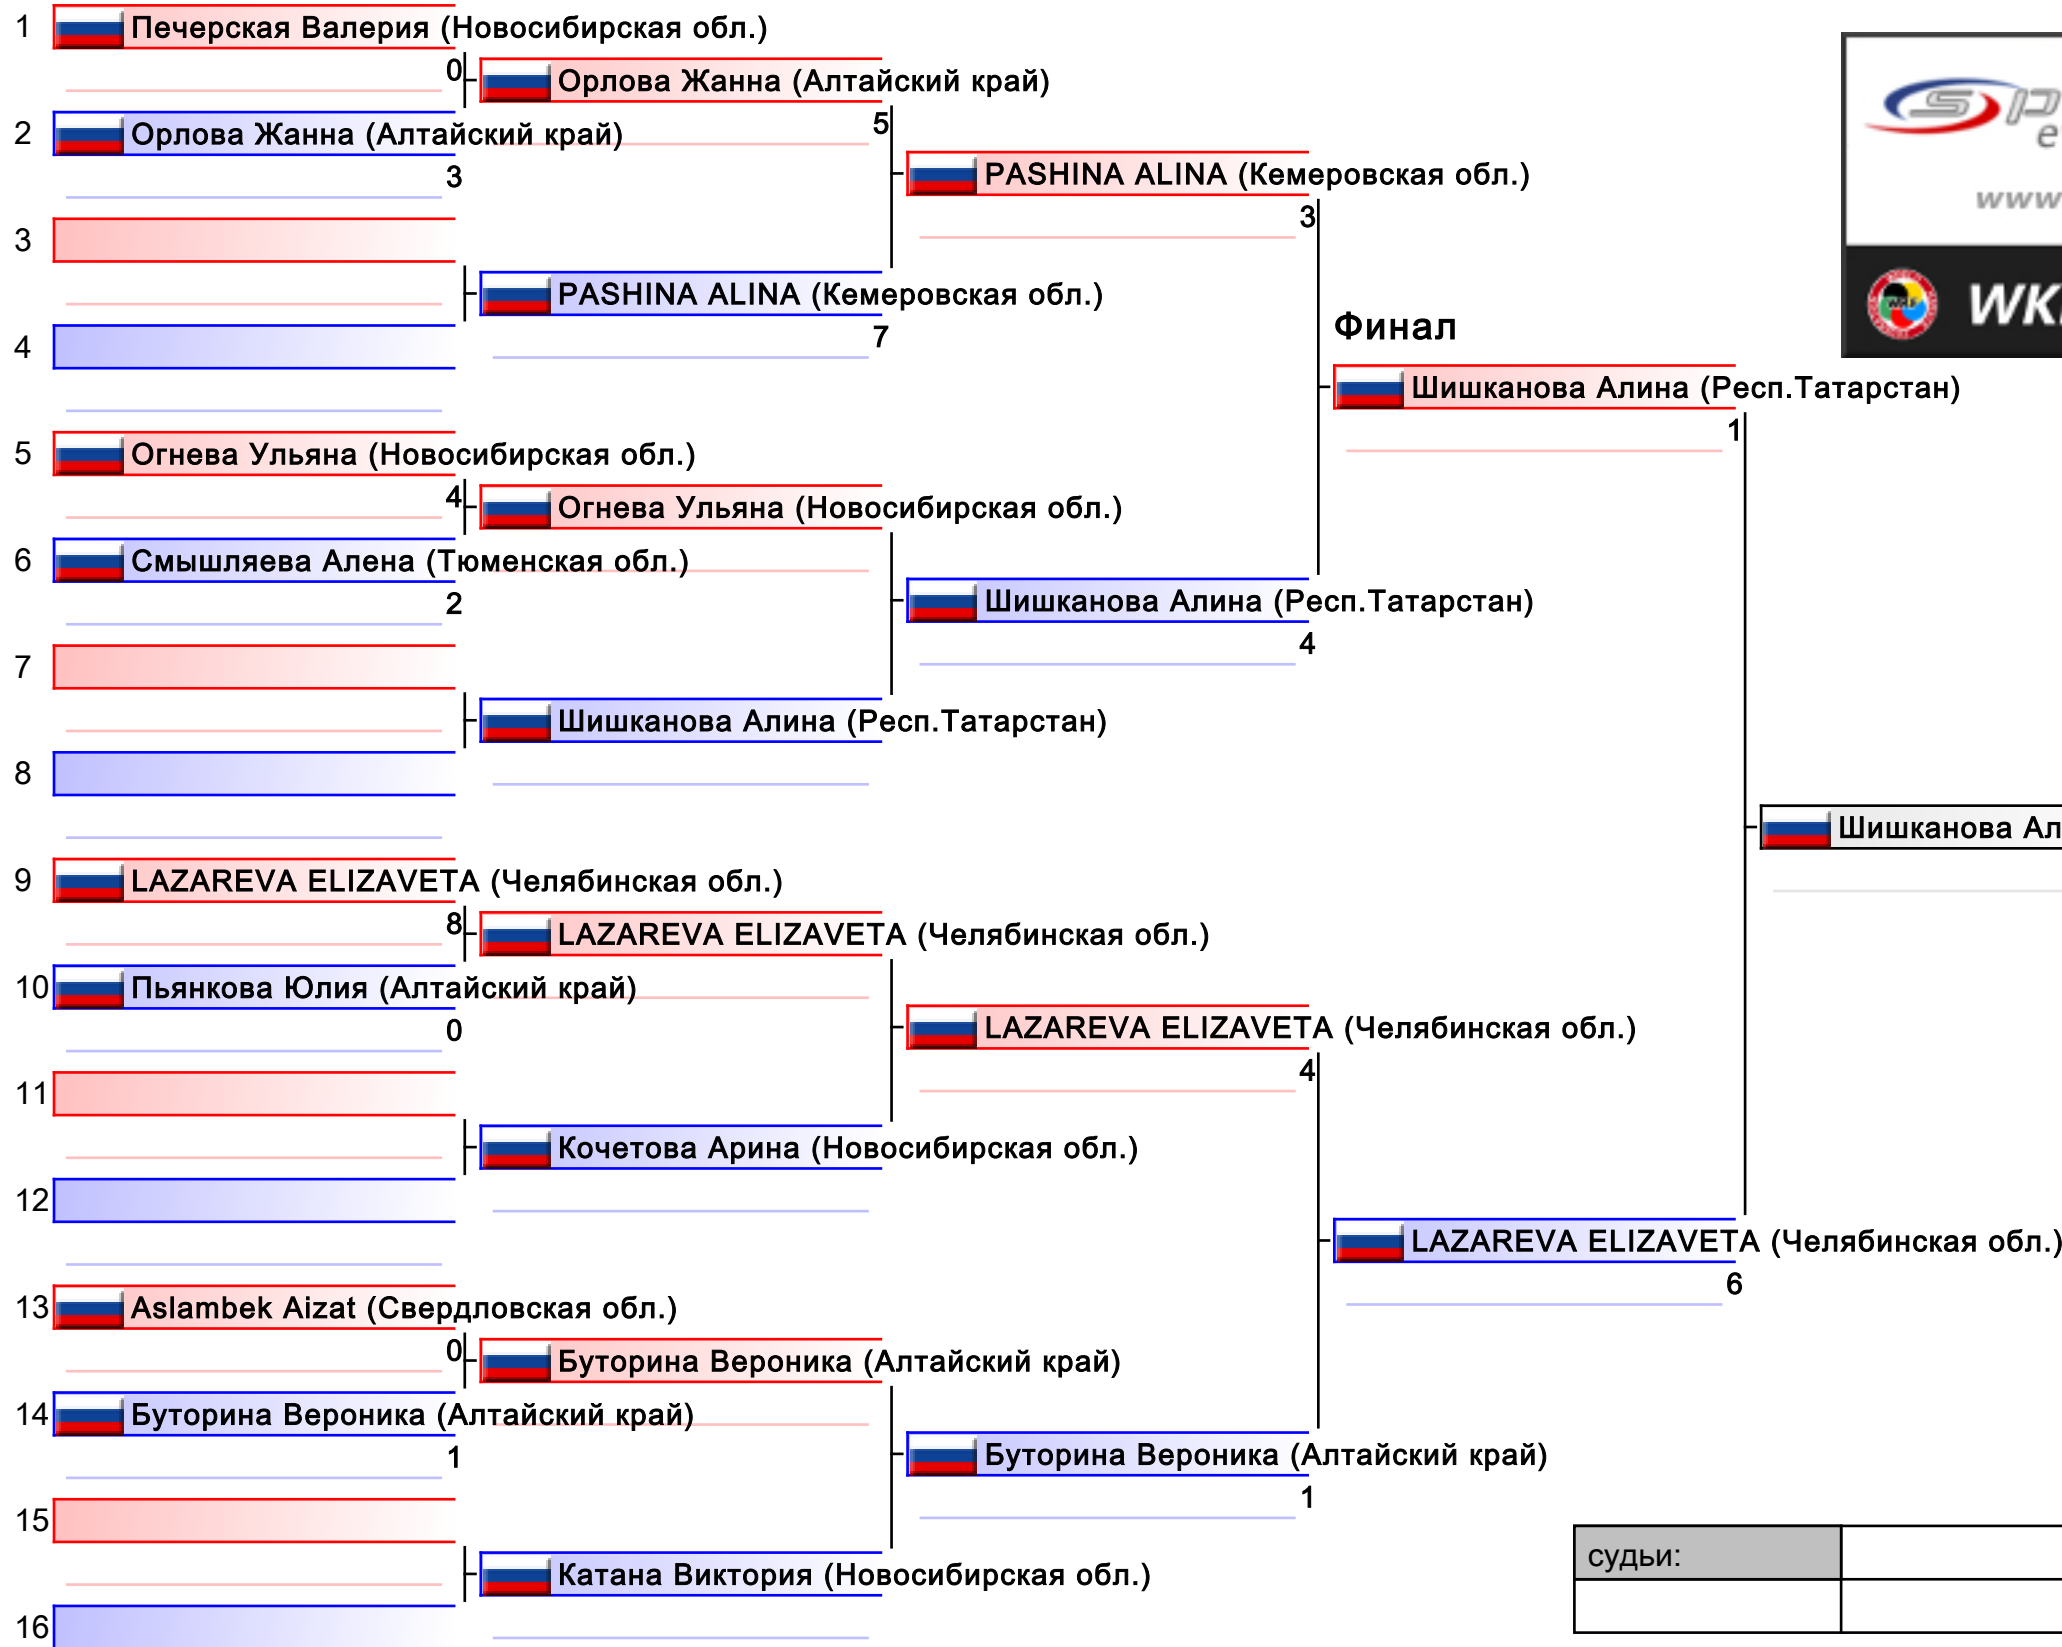 1 Печерская Валерия (Новосибирская обл.)
0 Орлова Жанна (Алтайский край)
2 Орлова Жанна (Алтайский край)
5
3
PASHINA ALINA (Кемеровская обл.)
3
3
PASHINA ALINA (Кемеровская обл.)
7
4
Финал
Шишканова Алина (Респ.Татарстан)
1
5 Огнева Ульяна (Новосибирская обл.)
4 Огнева Ульяна (Новосибирская обл.)
6 Смышляева Алена (Тюменская обл.)
2
Шишканова Алина (Респ.Татарстан)
4
7
Шишканова Алина (Респ.Татарстан)
8
Шишканова Ал
9 LAZAREVA ELIZAVETA (Челябинская обл.)
8 LAZAREVA ELIZAVETA (Челябинская обл.)
10 Пьянкова Юлия (Алтайский край)
0
LAZAREVA ELIZAVETA (Челябинская обл.)
4
11
Кочетова Арина (Новосибирская обл.)
12
LAZAREVA ELIZAVETA (Челябинская обл.)
6
13 Aslambek Aizat (Свердловская обл.)
0 Буторина Вероника (Алтайский край)
14 Буторина Вероника (Алтайский край)
1
Буторина Вероника (Алтайский край)
1
15
Катана Виктория (Новосибирская обл.)
16
sp
e
www
WK
судьи: